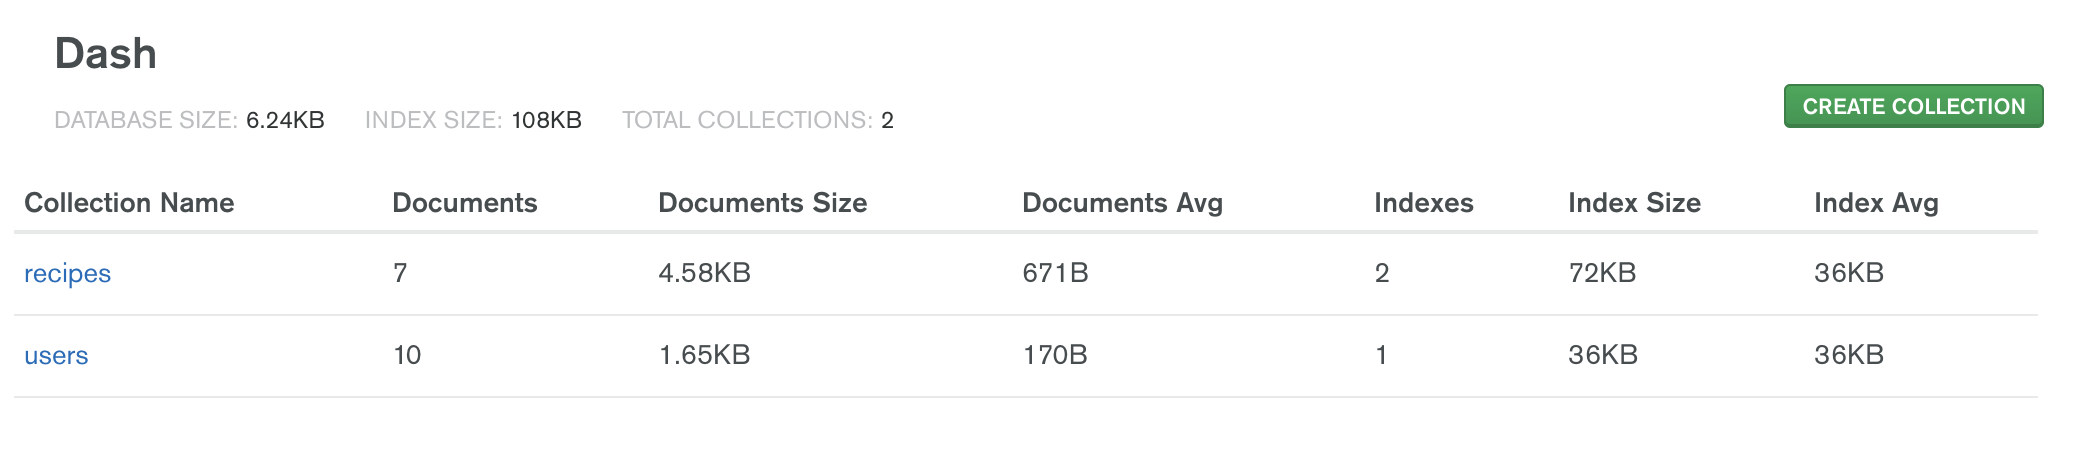 Dash
DATABASE SIZE: 6.24KB INDEX SIZE: 108KB TOTAL COLLECTIONS: 2
CREATE COLLECTION
Collection Name Documents Documents Size Documents Avg Indexes Index Size Index Avg
recipes 7 4.58KB 671B 2 72KB 36KB
users 10 1.65KB 170B 1 36KB 36KB